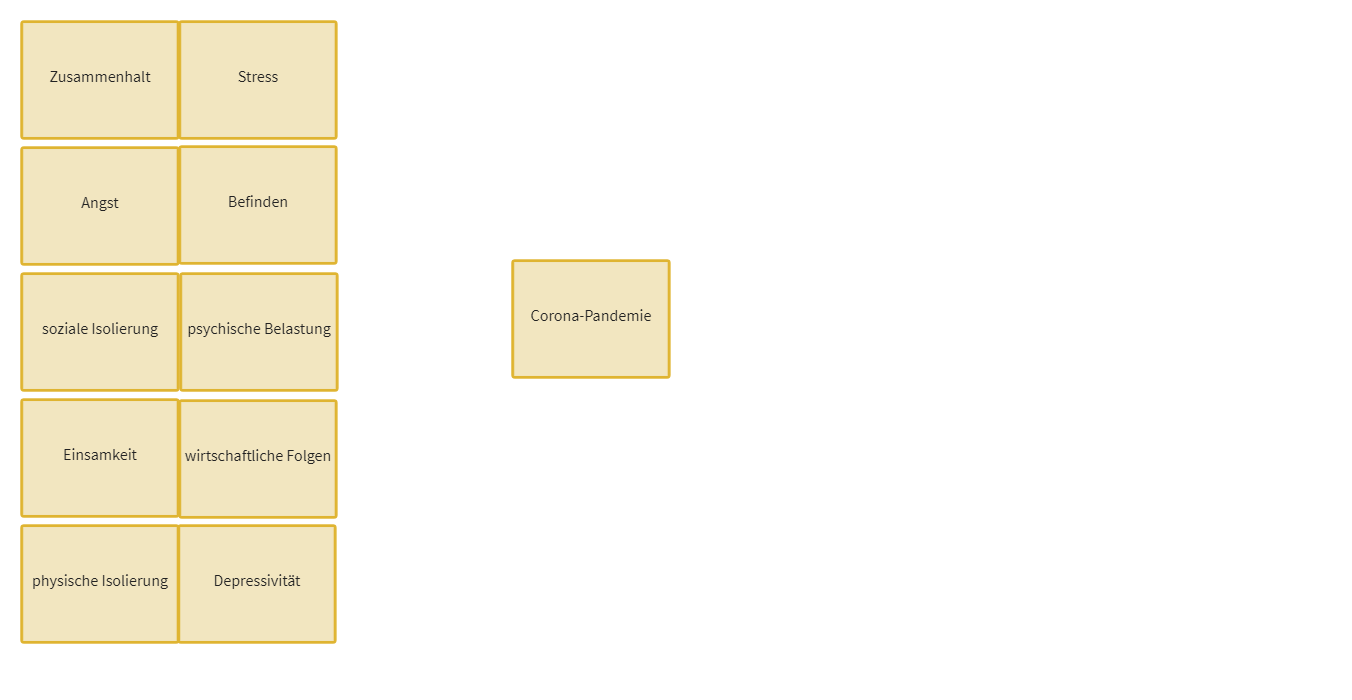 Zusammenhalt
Stress
Angst
Befinden
soziale Isolierung
psychische Belastung
Corona-Pandemie
Einsamkeit
wirtschaftliche Folgen
physische Isolierung
Depressivität